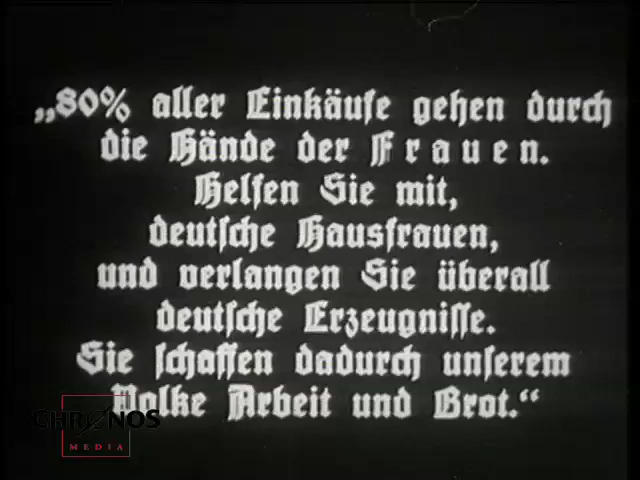 „80% aller Einkäufe gehen durch
die Hände der Frauen.
Helfen Sie mit,
deutsche Hausfrauen,
und verlangen Sie überall
deutsche Erzeugnisse.
Sie schaffen dadurch unserem
Volke Arbeit und Brot.“
CHRONOS
MEDIA